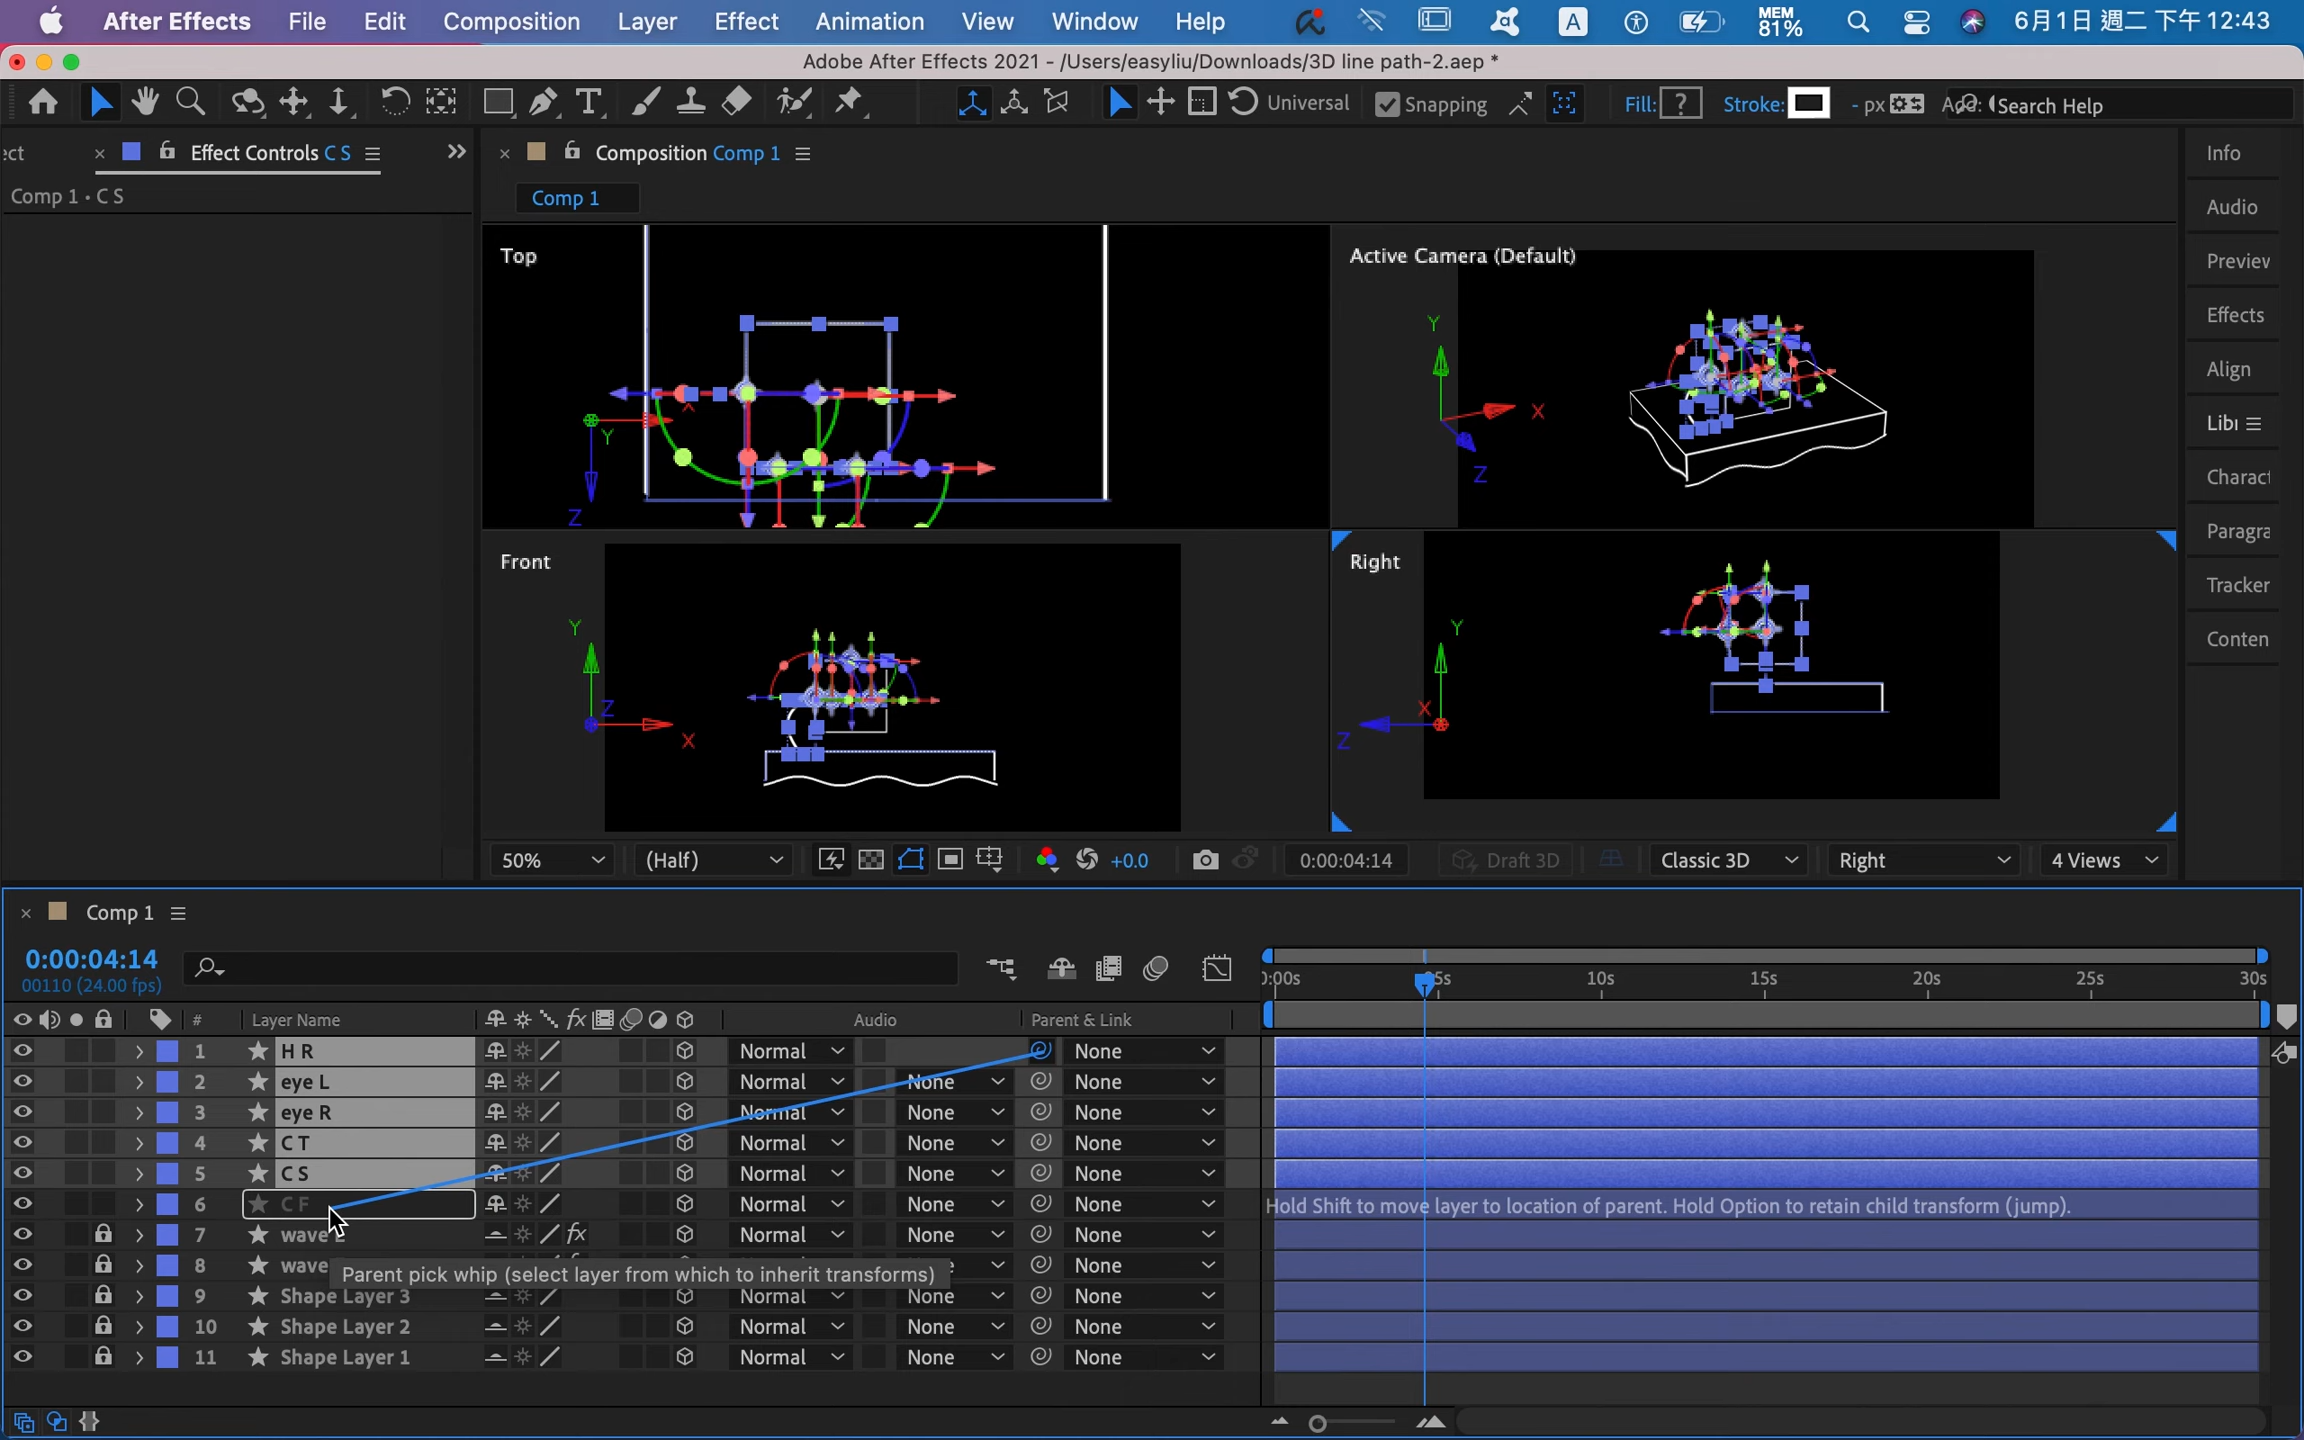 After Effects File Edit Composition Layer Effect Animation View Window Help A MEM 81% 6月1日 週二 下午 12:43
Adobe After Effects 2021 - /Users/easyliu/Downloads/3D line path-2.aep *
Universal Snapping Fill: ? Stroke: - px Search Help
ect Effect Controls C S
Composition Comp 1
Info
Comp 1 • C S
Comp 1
Audio
Top
Active Camera (Default)
Preview
Effects
Align
Y
X
Z
Y
Z
Libr
Charact
Paragra
Front
Right
Tracker
Conten
Y
Z
X
Y
X
Z
50% (Half) +0.0 0:00:04:14 Draft 3D Classic 3D Right 4 Views
Comp 1
0:00:04:14
00110 (24.00 fps)
0:00s 05s 10s 15s 20s 25s 30s
# Layer Name fx Audio Parent & Link
1 H R Normal None
2 eye L Normal None None
3 eye R Normal None None
4 C T Normal None None
5 C S Normal None None
6 C F Normal None None
Hold Shift to move layer to location of parent. Hold Option to retain child transform (jump).
7 wave fx Normal None None
8 wave None
Parent pick whip (select layer from which to inherit transforms)
9 Shape Layer 3 Normal None None
10 Shape Layer 2 Normal None None
11 Shape Layer 1 Normal None None